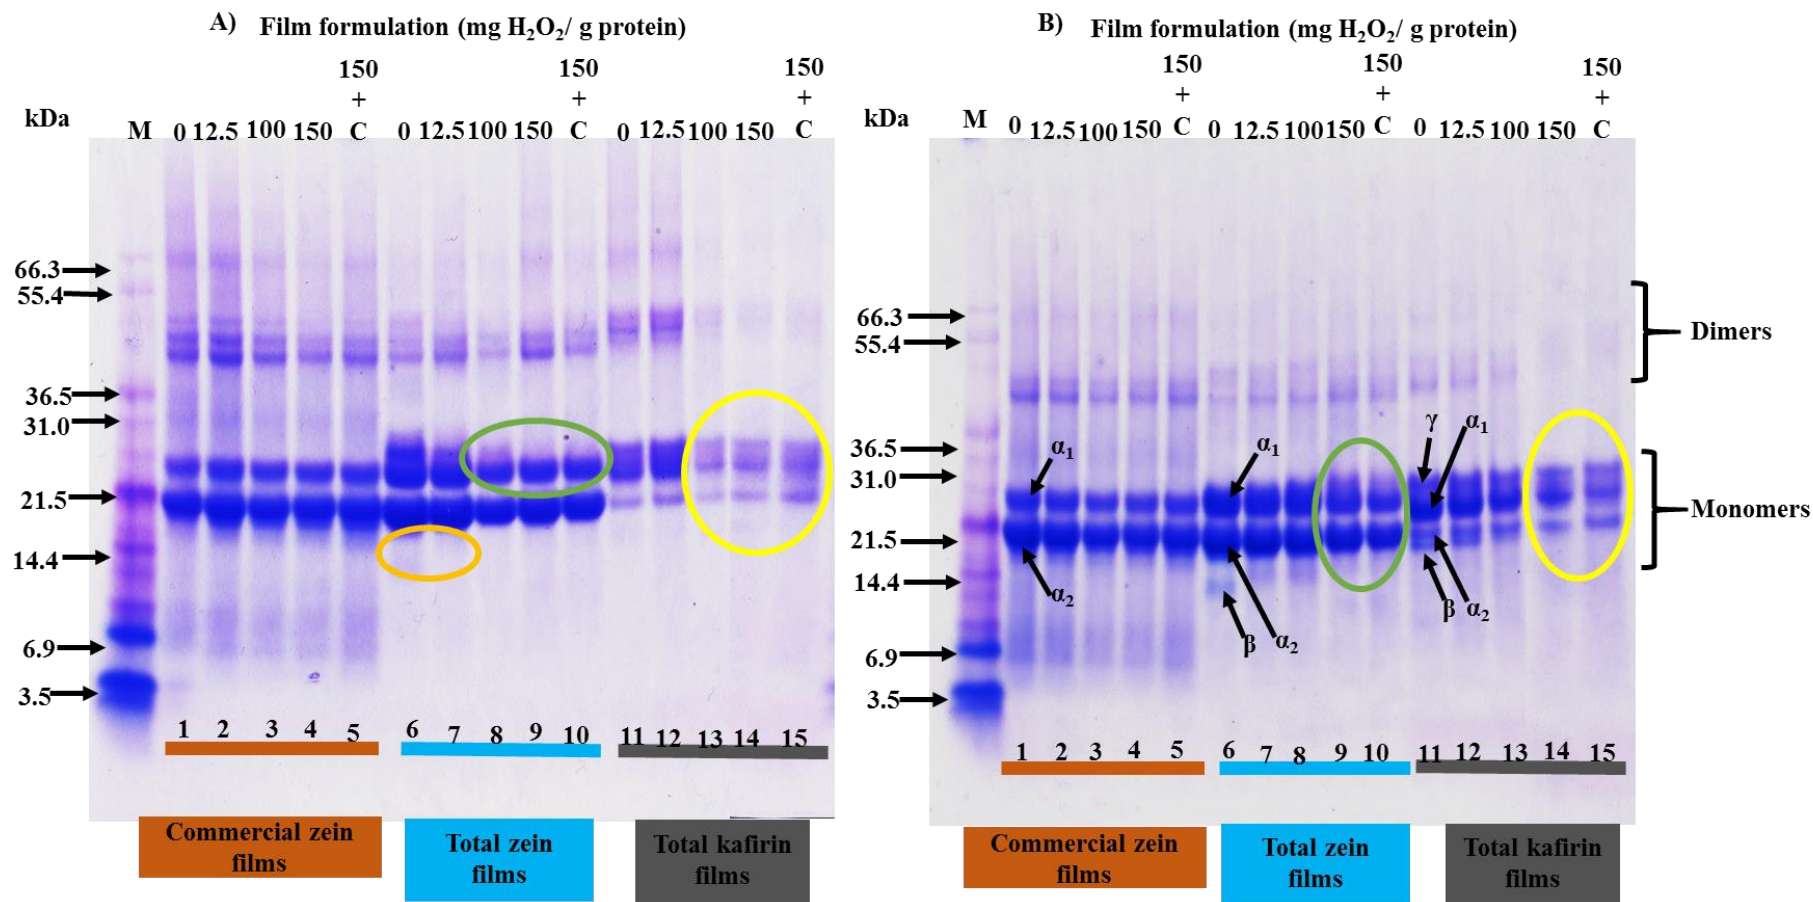 A) Film formulation (mg H₂O₂/ g protein)
150 150 150
+ + +
kDa M 0 12.5 100 150 C 0 12.5 100 150 C 0 12.5 100 150 C
66.3
55.4
36.5
31.0
21.5
14.4
6.9
3.5
1 2 3 4 5 6 7 8 9 10 11 12 13 14 15
Commercial zein
films
Total zein
films
Total kafirin
films
B) Film formulation (mg H₂O₂/ g protein)
150 150 150
+ + +
kDa M 0 12.5 100 150 C 0 12.5 100 150 C 0 12.5 100 150 C
66.3
55.4
36.5
31.0
21.5
14.4
6.9
3.5
α₁ α₁ γ α₁
α₂ β α₂ β α₂
Dimers
Monomers
1 2 3 4 5 6 7 8 9 10 11 12 13 14 15
Commercial zein
films
Total zein
films
Total kafirin
films